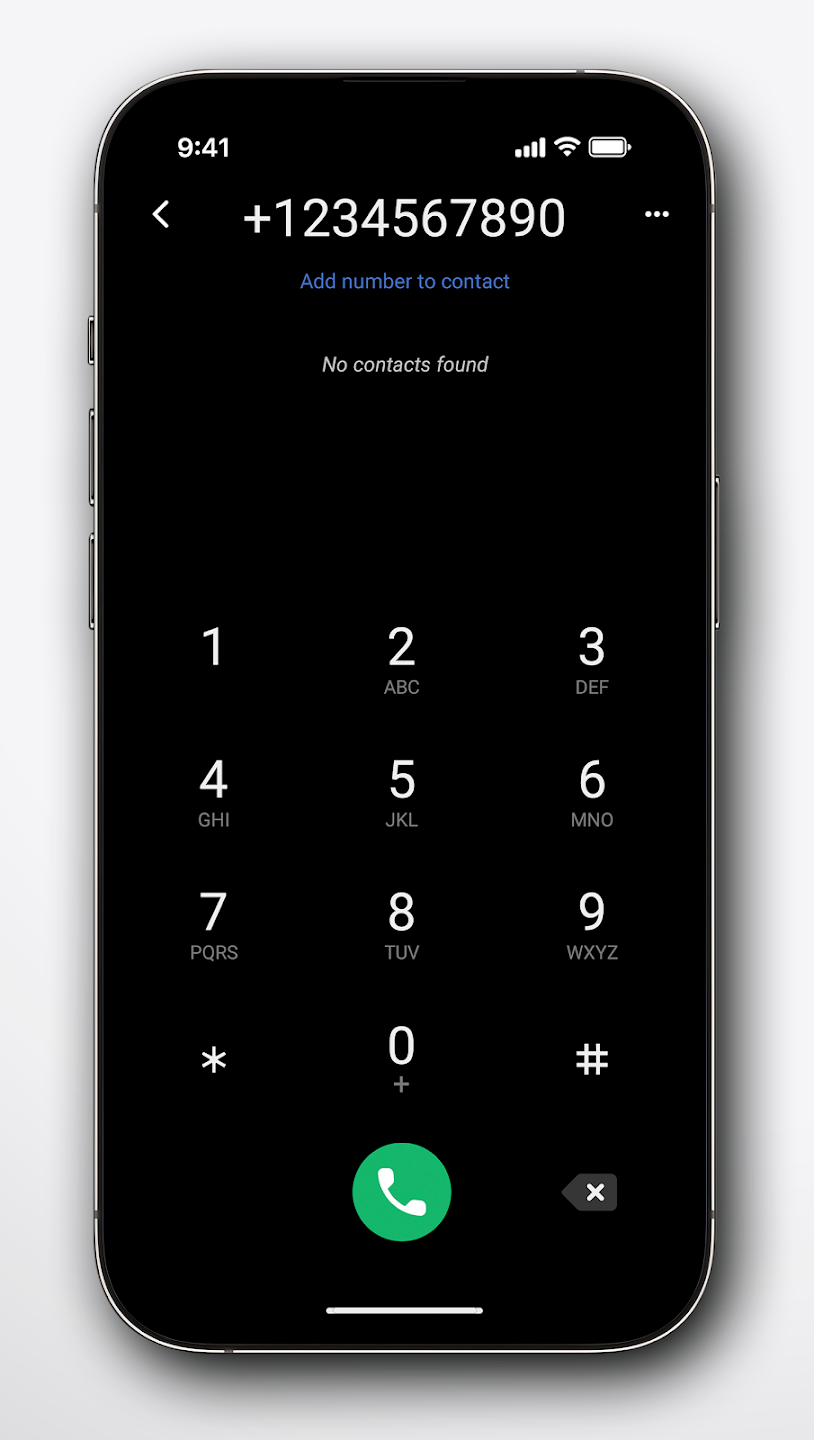 9:41
+1234567890
Add number to contact
No contacts found
1 2 3
ABC DEF
4 5 6
GHI JKL MNO
7 8 9
PQRS TUV WXYZ
* 0 #
+